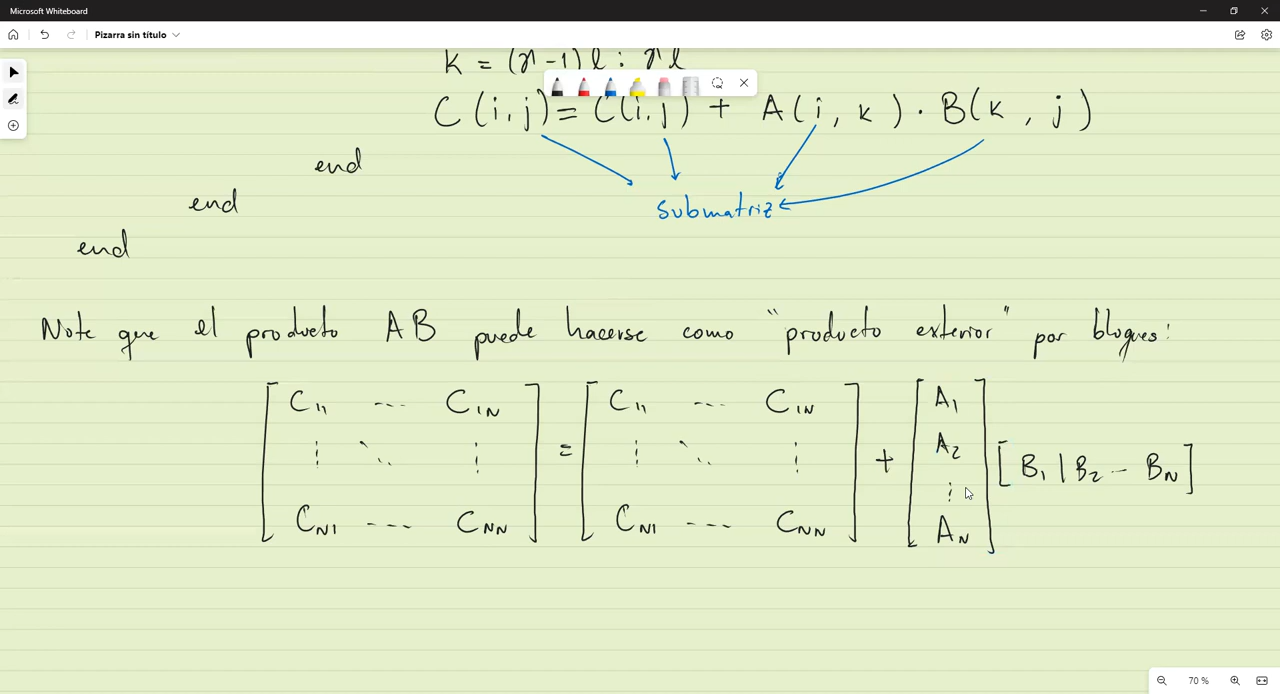 Microsoft Whiteboard
Pizarra sin título
k = (r-1)l : rl
C(i,j) = C(i,j) + A(i,k) · B(k,j)
end
submatriz
end
end
Note que el producto AB puede hacerse como "producto exterior" por bloques:
[C11 --- C1N ⋮ ⋱ ⋮ CN1 --- CNN] = [C11 --- C1N ⋮ ⋱ ⋮ CN1 --- CNN] + [A1 A2 ⋮ AN] [B1 | B2 -- BN]
70 %